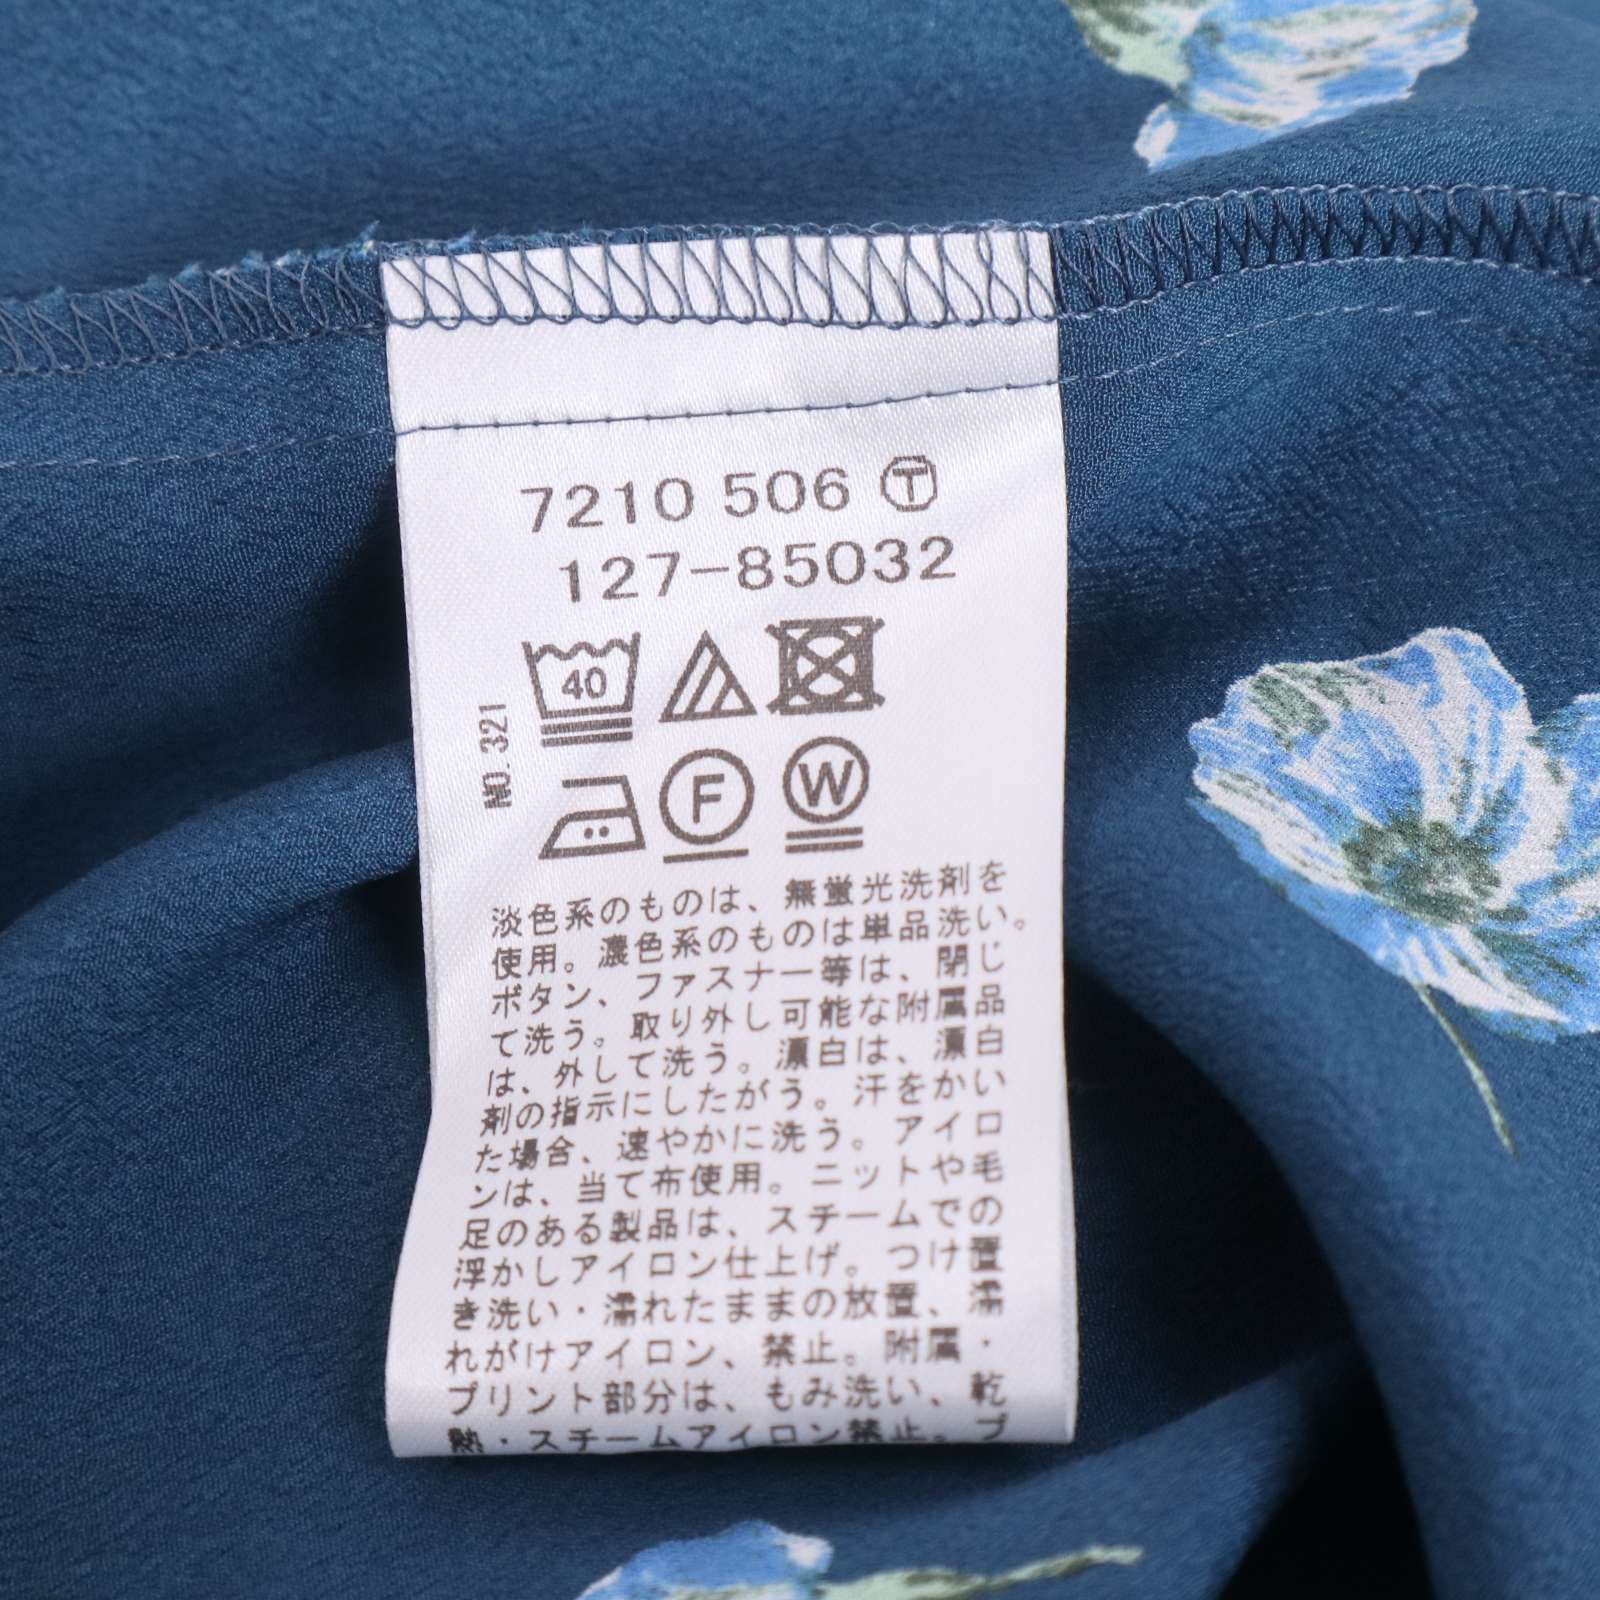 7210 506 Ⓣ
127-85032
40
NO. 321
F
W
淡色系のものは、無蛍光洗剤を
使用。濃色系のものは単品洗い。
ボタン、ファスナー等は、閉じ
て洗う。取り外し可能な附属品
は、外して洗う。漂白は、漂白
剤の指示にしたがう。汗をかい
た場合、速やかに洗う。アイロ
ンは、当て布使用。ニットや毛
足のある製品は、スチームでの
浮かしアイロン仕上げ。つけ置
き洗い・濡れたままの放置、濡
れがけアイロン、禁止。附属・
プリント部分は、もみ洗い、乾
熱・スチームアイロン禁止。プ